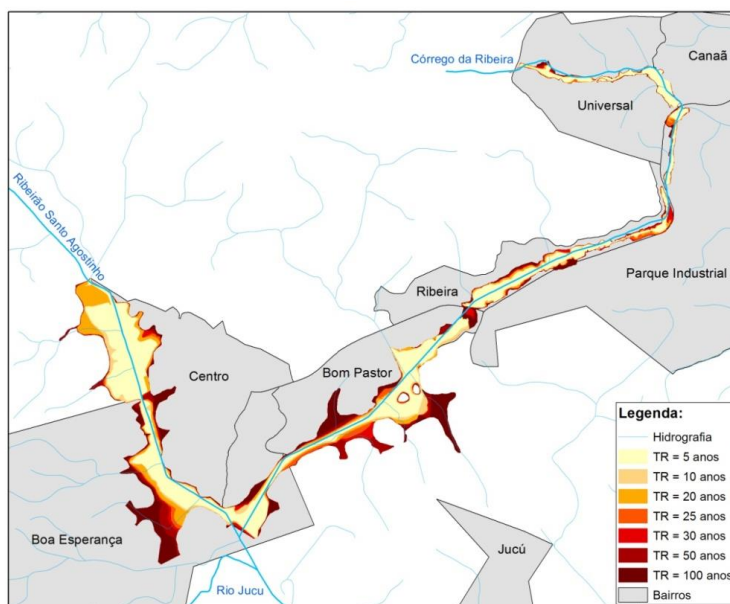 Canaã
Córrego da Ribeira
Universal
Ribeirão Santo Agostinho
Parque Industrial
Ribeira
Centro
Bom Pastor
Boa Esperança
Jucú
Rio Jucu
Legenda:
Hidrografia
TR = 5 anos
TR = 10 anos
TR = 20 anos
TR = 25 anos
TR = 30 anos
TR = 50 anos
TR = 100 anos
Bairros